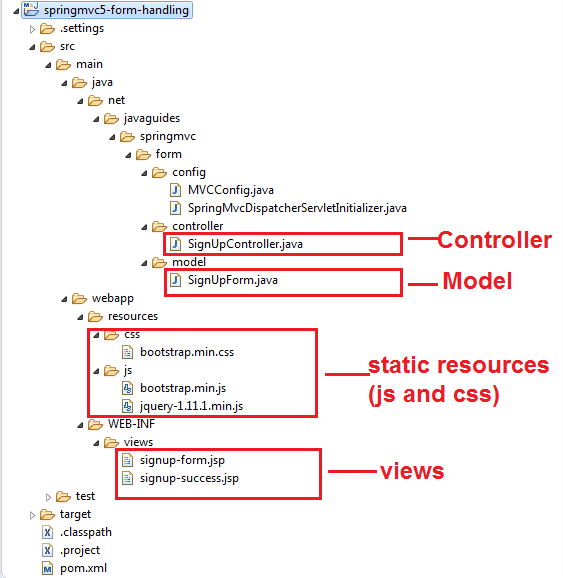 springmvc5-form-handling
.settings
src
main
java
net
javaguides
springmvc
form
config
MVCConfig.java
SpringMvcDispatcherServletInitializer.java
controller
SignUpController.java
Controller
model
SignUpForm.java
Model
webapp
resources
css
bootstrap.min.css
js
bootstrap.min.js
jquery-1.11.1.min.js
static resources
(js and css)
WEB-INF
views
signup-form.jsp
signup-success.jsp
views
test
target
.classpath
.project
pom.xml